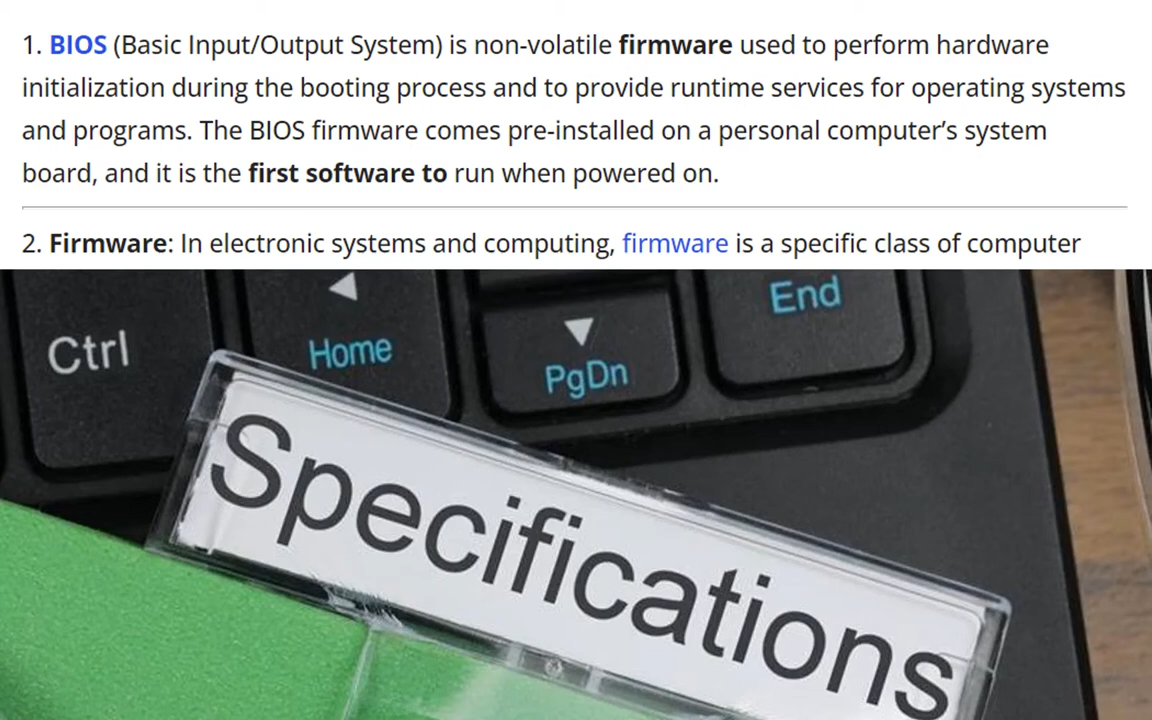 1. BIOS (Basic Input/Output System) is non-volatile firmware used to perform hardware
initialization during the booting process and to provide runtime services for operating systems
and programs. The BIOS firmware comes pre-installed on a personal computer’s system
board, and it is the first software to run when powered on.
2. Firmware: In electronic systems and computing, firmware is a specific class of computer
End
Ctrl
Home
PgDn
Specifications